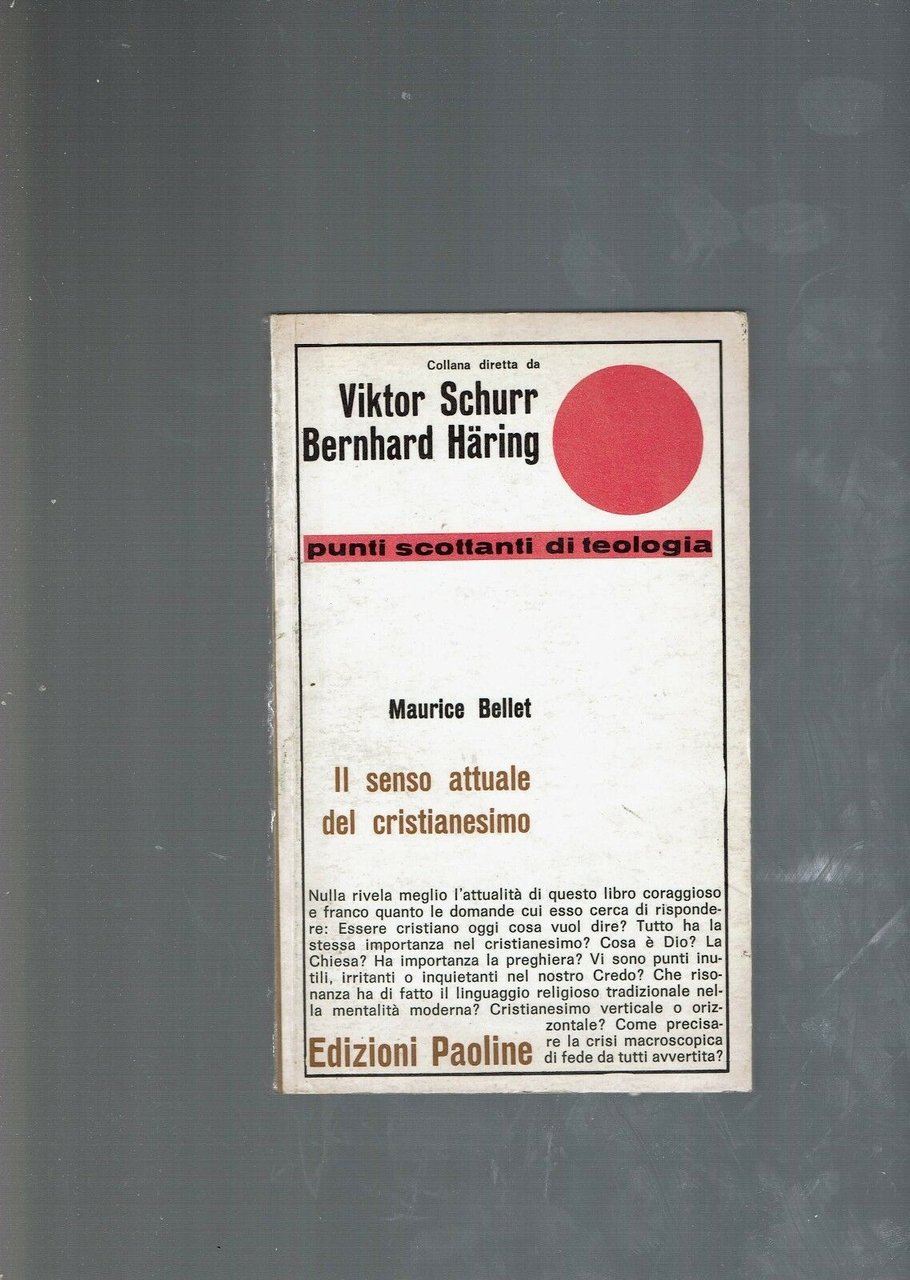 Collana diretta da
Viktor Schurr
Bernhard Häring
punti scottanti di teologia
Maurice Bellet
Il senso attuale
del cristianesimo
Nulla rivela meglio l'attualità di questo libro coraggioso
e franco quanto le domande cui esso cerca di risponde-
re: Essere cristiano oggi cosa vuol dire? Tutto ha la
stessa importanza nel cristianesimo? Cosa è Dio? La
Chiesa? Ha importanza la preghiera? Vi sono punti inu-
tili, irritanti o inquietanti nel nostro Credo? Che riso-
nanza ha di fatto il linguaggio religioso tradizionale nel-
la mentalità moderna? Cristianesimo verticale o oriz-
zontale? Come precisa-
re la crisi macroscopica
di fede da tutti avvertita?
Edizioni Paoline